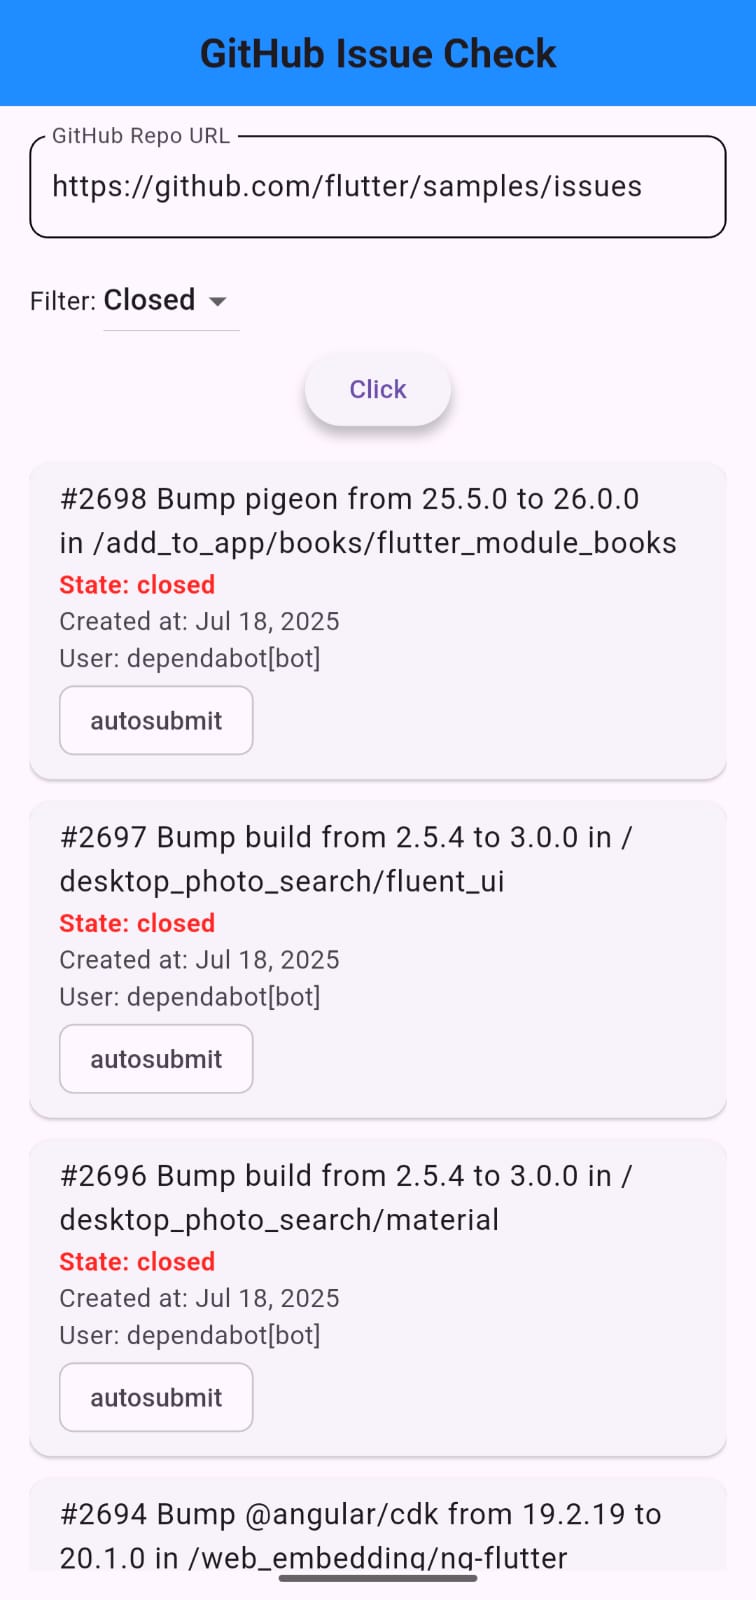 GitHub Issue Check
GitHub Repo URL
https://github.com/flutter/samples/issues
Filter: Closed
Click
#2698 Bump pigeon from 25.5.0 to 26.0.0
in /add_to_app/books/flutter_module_books
State: closed
Created at: Jul 18, 2025
User: dependabot[bot]
autosubmit
#2697 Bump build from 2.5.4 to 3.0.0 in /
desktop_photo_search/fluent_ui
State: closed
Created at: Jul 18, 2025
User: dependabot[bot]
autosubmit
#2696 Bump build from 2.5.4 to 3.0.0 in /
desktop_photo_search/material
State: closed
Created at: Jul 18, 2025
User: dependabot[bot]
autosubmit
#2694 Bump @angular/cdk from 19.2.19 to
20.1.0 in /web_embedding/ng-flutter